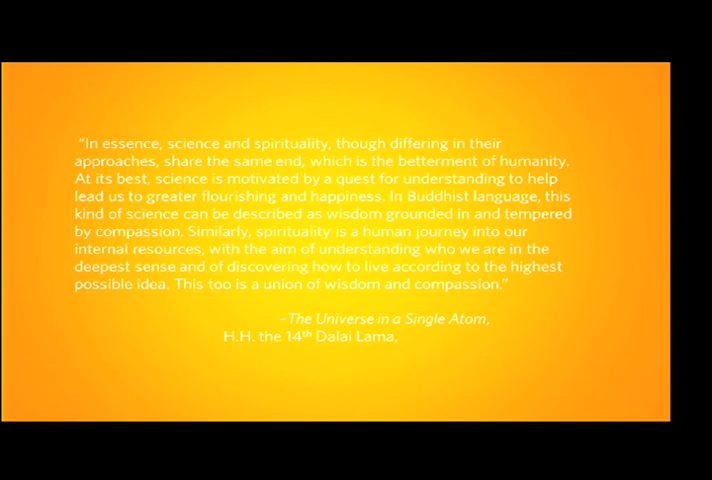 “In essence, science and spirituality, though differing in their
approaches, share the same end, which is the betterment of humanity.
At its best, science is motivated by a quest for understanding to help
lead us to greater flourishing and happiness. In Buddhist language, this
kind of science can be described as wisdom grounded in and tempered
by compassion. Similarly, spirituality is a human journey into our
internal resources, with the aim of understanding who we are in the
deepest sense and of discovering how to live according to the highest
possible idea. This too is a union of wisdom and compassion.”
–The Universe in a Single Atom,
H.H. the 14th Dalai Lama,